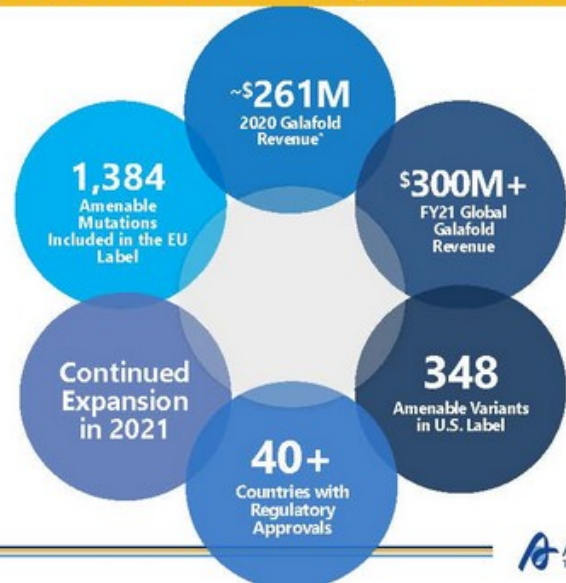 ~$261M
2020 Galafold
Revenue*
$300M+
FY21 Global
Galafold
Revenue
348
Amenable Variants
in U.S. Label
40+
Countries with
Regulatory
Approvals
Continued
Expansion
in 2021
1,384
Amenable
Mutations
Included in the EU
Label